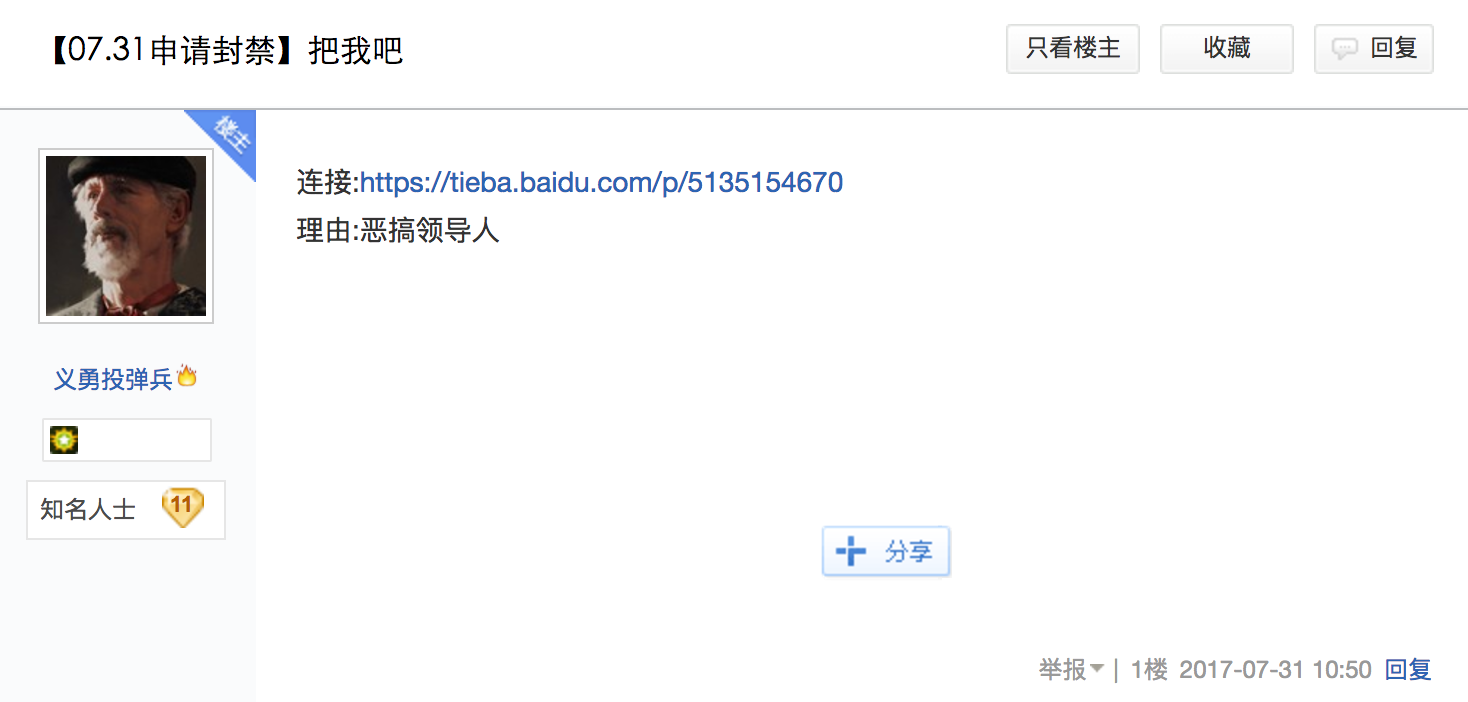 【07.31申请封禁】把我吧
只看楼主
收藏
回复
楼主
连接:https://tieba.baidu.com/p/5135154670
理由:恶搞领导人
义勇投弹兵
知名人士 11
分享
举报 | 1楼 2017-07-31 10:50 回复